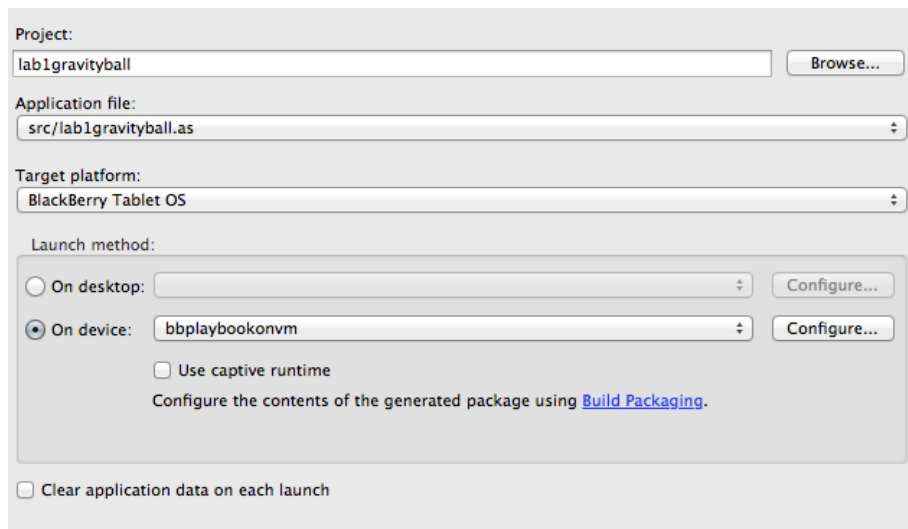 Project:
lab1gravityball
Browse...
Application file:
src/lab1gravityball.as
Target platform:
BlackBerry Tablet OS
Launch method:
On desktop:
Configure...
On device:
bbplaybookonvm
Configure...
Use captive runtime
Configure the contents of the generated package using Build Packaging.
Clear application data on each launch